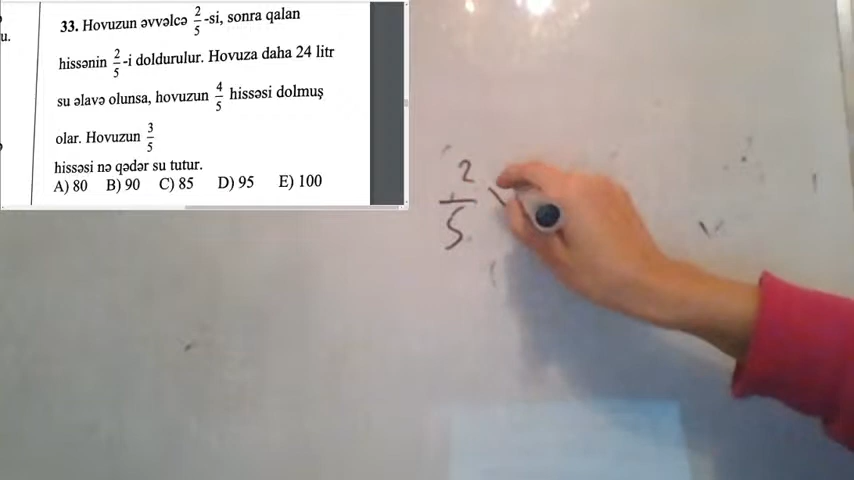 u.
33. Hovuzun əvvəlcə 2/5 -si, sonra qalan
hissənin 2/5 -i doldurulur. Hovuza daha 24 litr
su əlavə olunsa, hovuzun 4/5 hissəsi dolmuş
olar. Hovuzun 3/5
hissəsi nə qədər su tutur.
A) 80 B) 90 C) 85 D) 95 E) 100
2/5